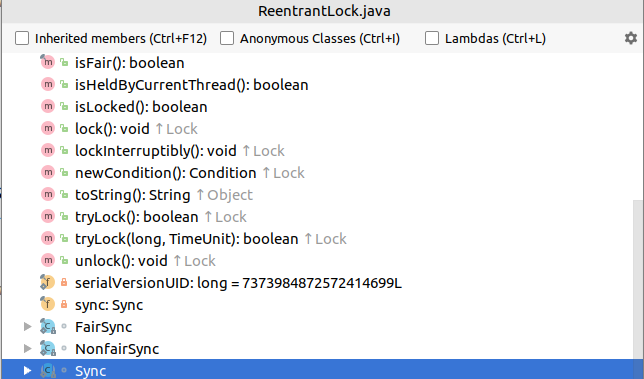 ReentrantLock.java
Inherited members (Ctrl+F12) Anonymous Classes (Ctrl+I) Lambdas (Ctrl+L)
m isFair(): boolean
m isHeldByCurrentThread(): boolean
m isLocked(): boolean
m lock(): void ↑Lock
m lockInterruptibly(): void ↑Lock
m newCondition(): Condition ↑Lock
m toString(): String ↑Object
m tryLock(): boolean ↑Lock
m tryLock(long, TimeUnit): boolean ↑Lock
m unlock(): void ↑Lock
f serialVersionUID: long = 7373984872572414699L
f sync: Sync
C FairSync
C NonfairSync
C Sync